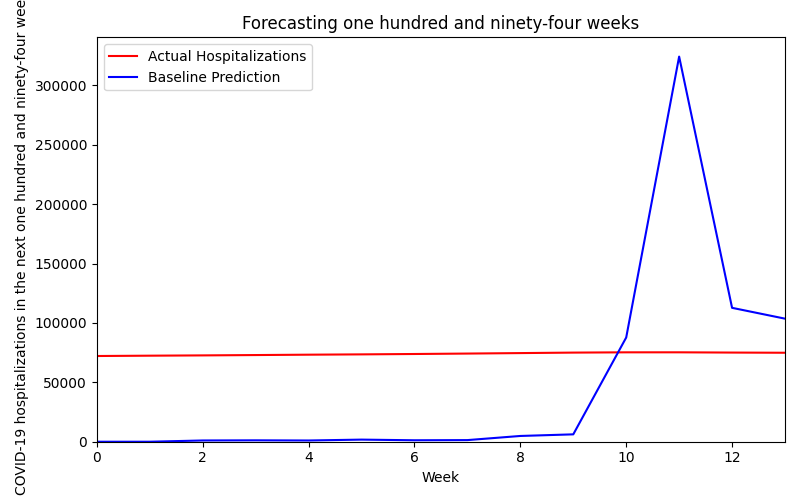 Forecasting one hundred and ninety-four weeks
Actual Hospitalizations
Baseline Prediction
COVID-19 hospitalizations in the next one hundred and ninety-four
300000
250000
200000
150000
100000
50000
0
0 2 4 6 8 10 12
Week